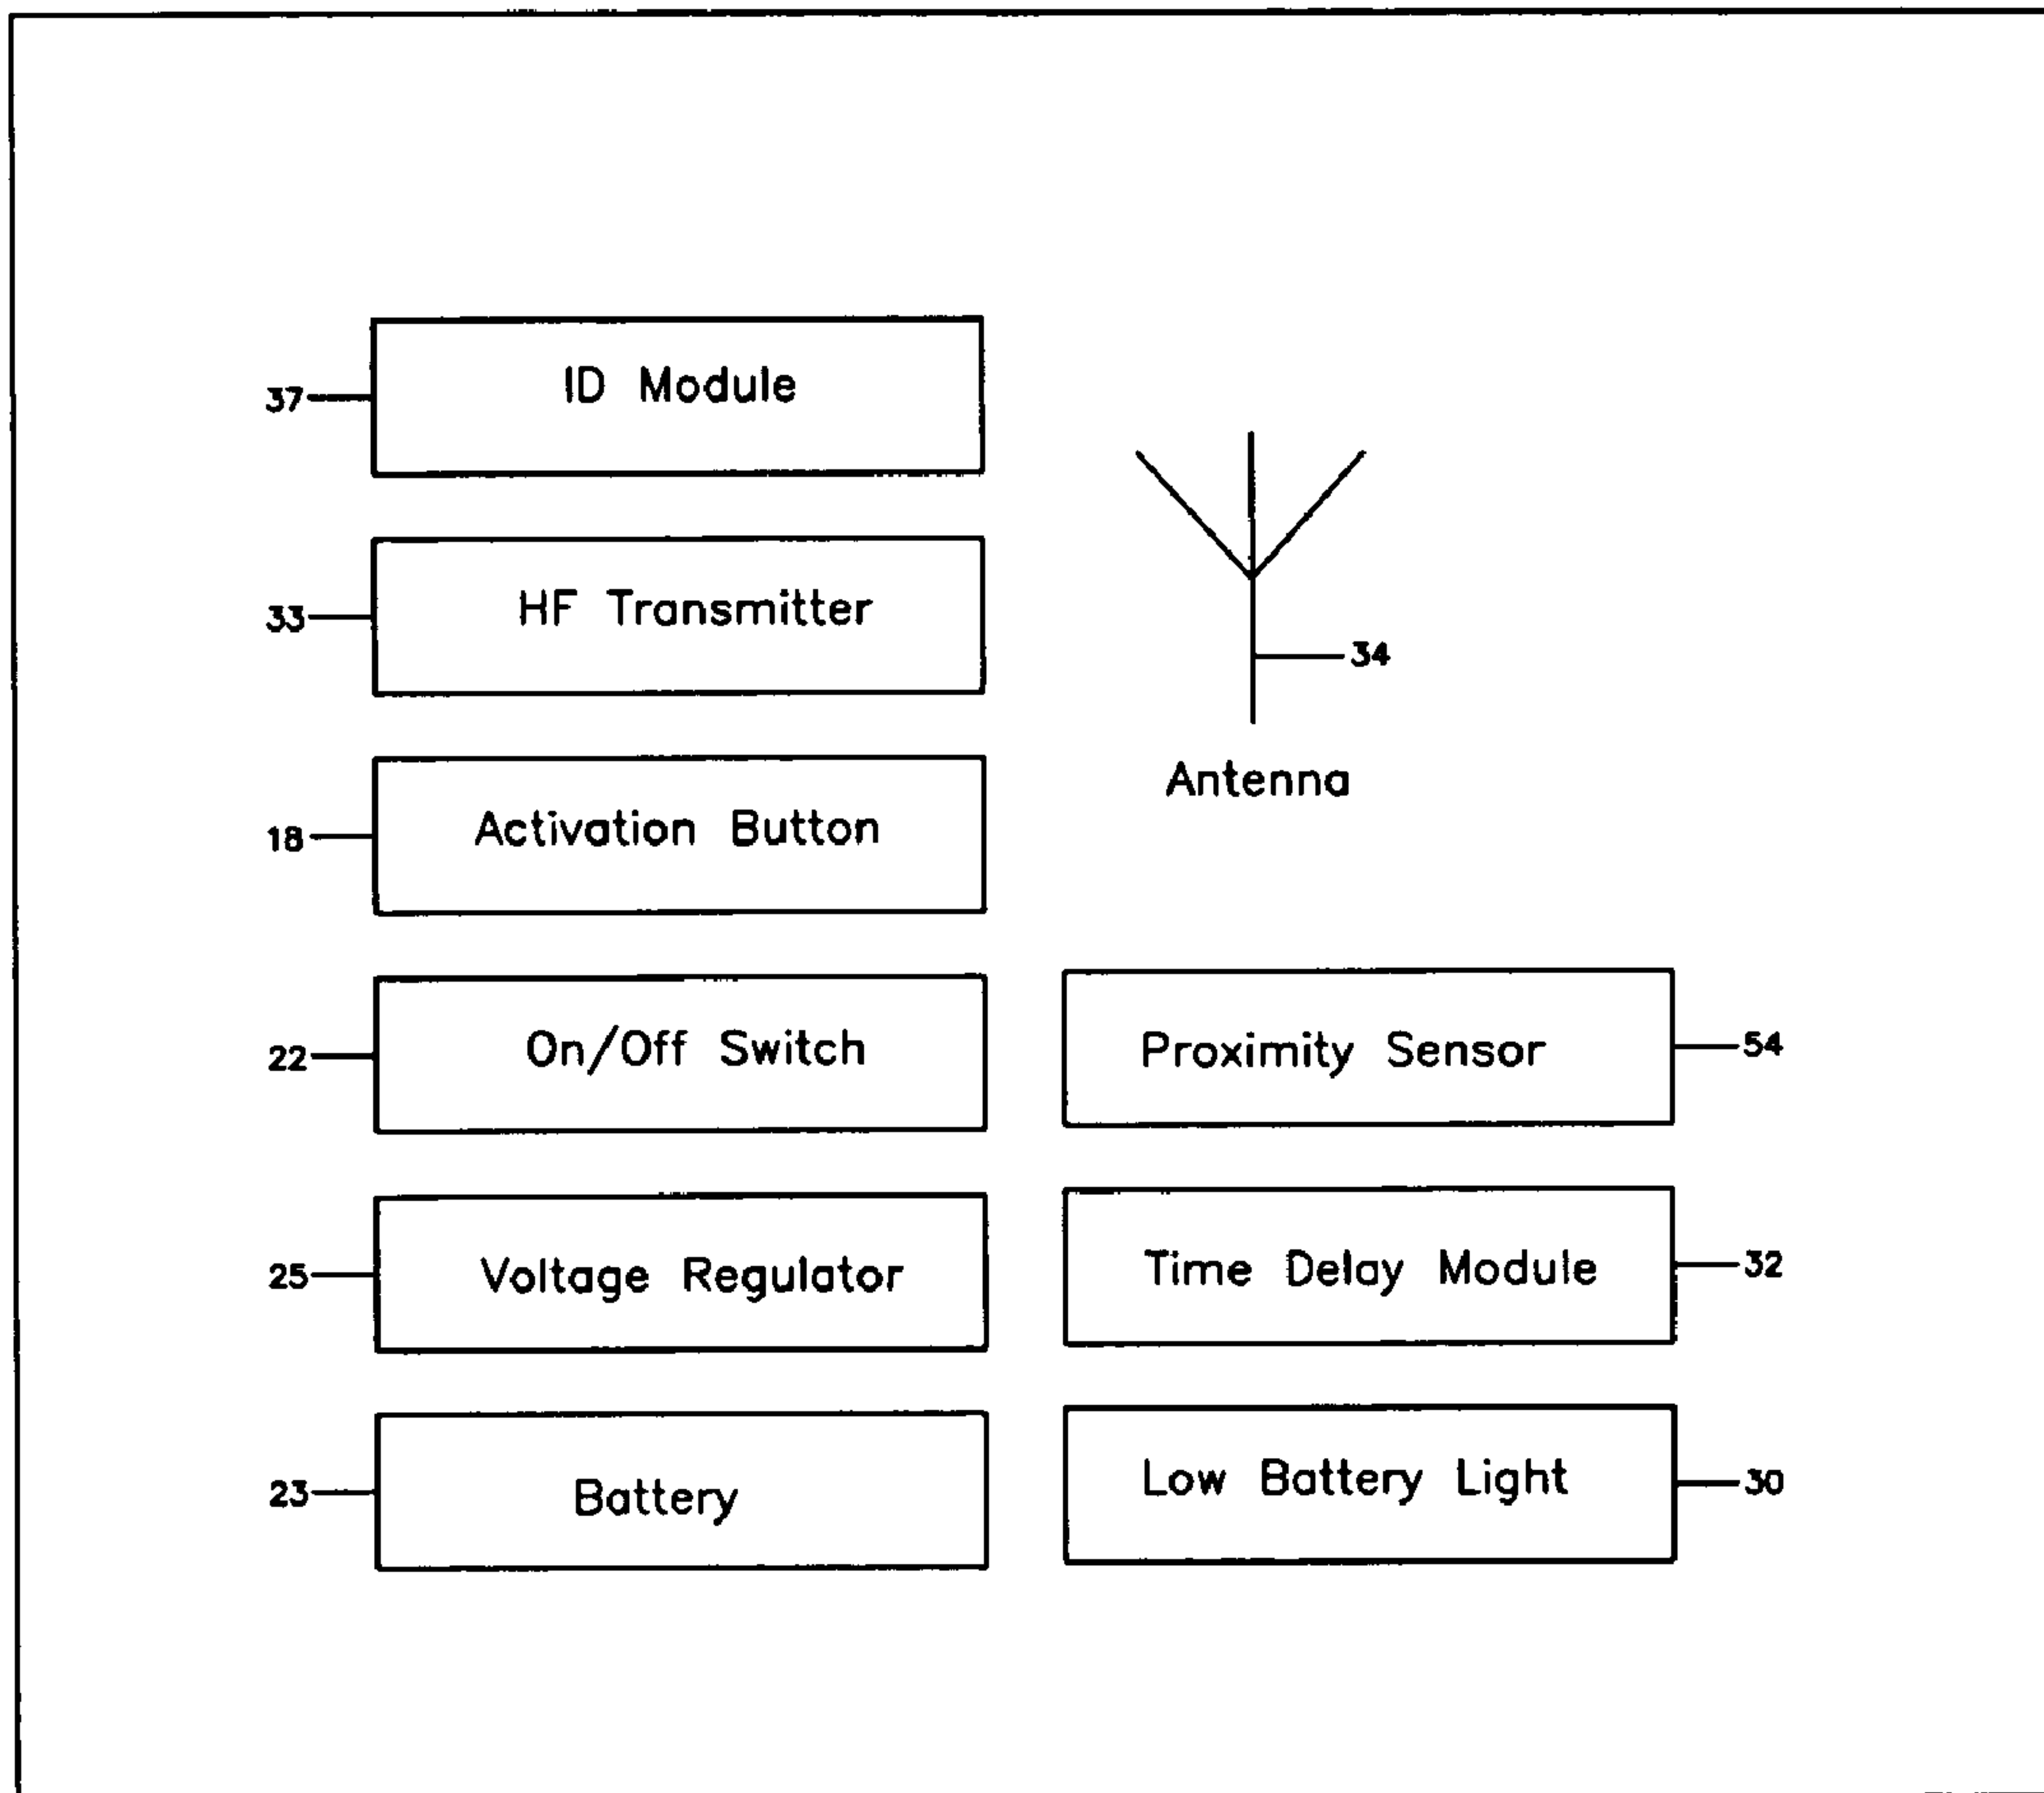 37 ID Module
33 HF Transmitter
34
Antenna
18 Activation Button
22 On/Off Switch
Proximity Sensor 54
25 Voltage Regulator
Time Delay Module 32
23 Battery
Low Battery Light 30